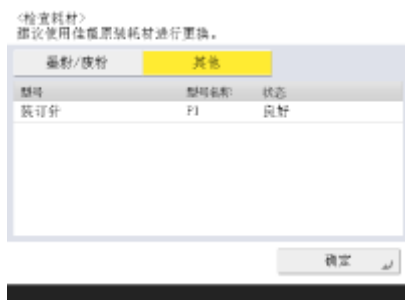 <检查耗材>
建议使用佳能原装耗材进行更换。
墨粉/废粉 其他
型号 型号名称 状态
装订针 P1 良好
确定